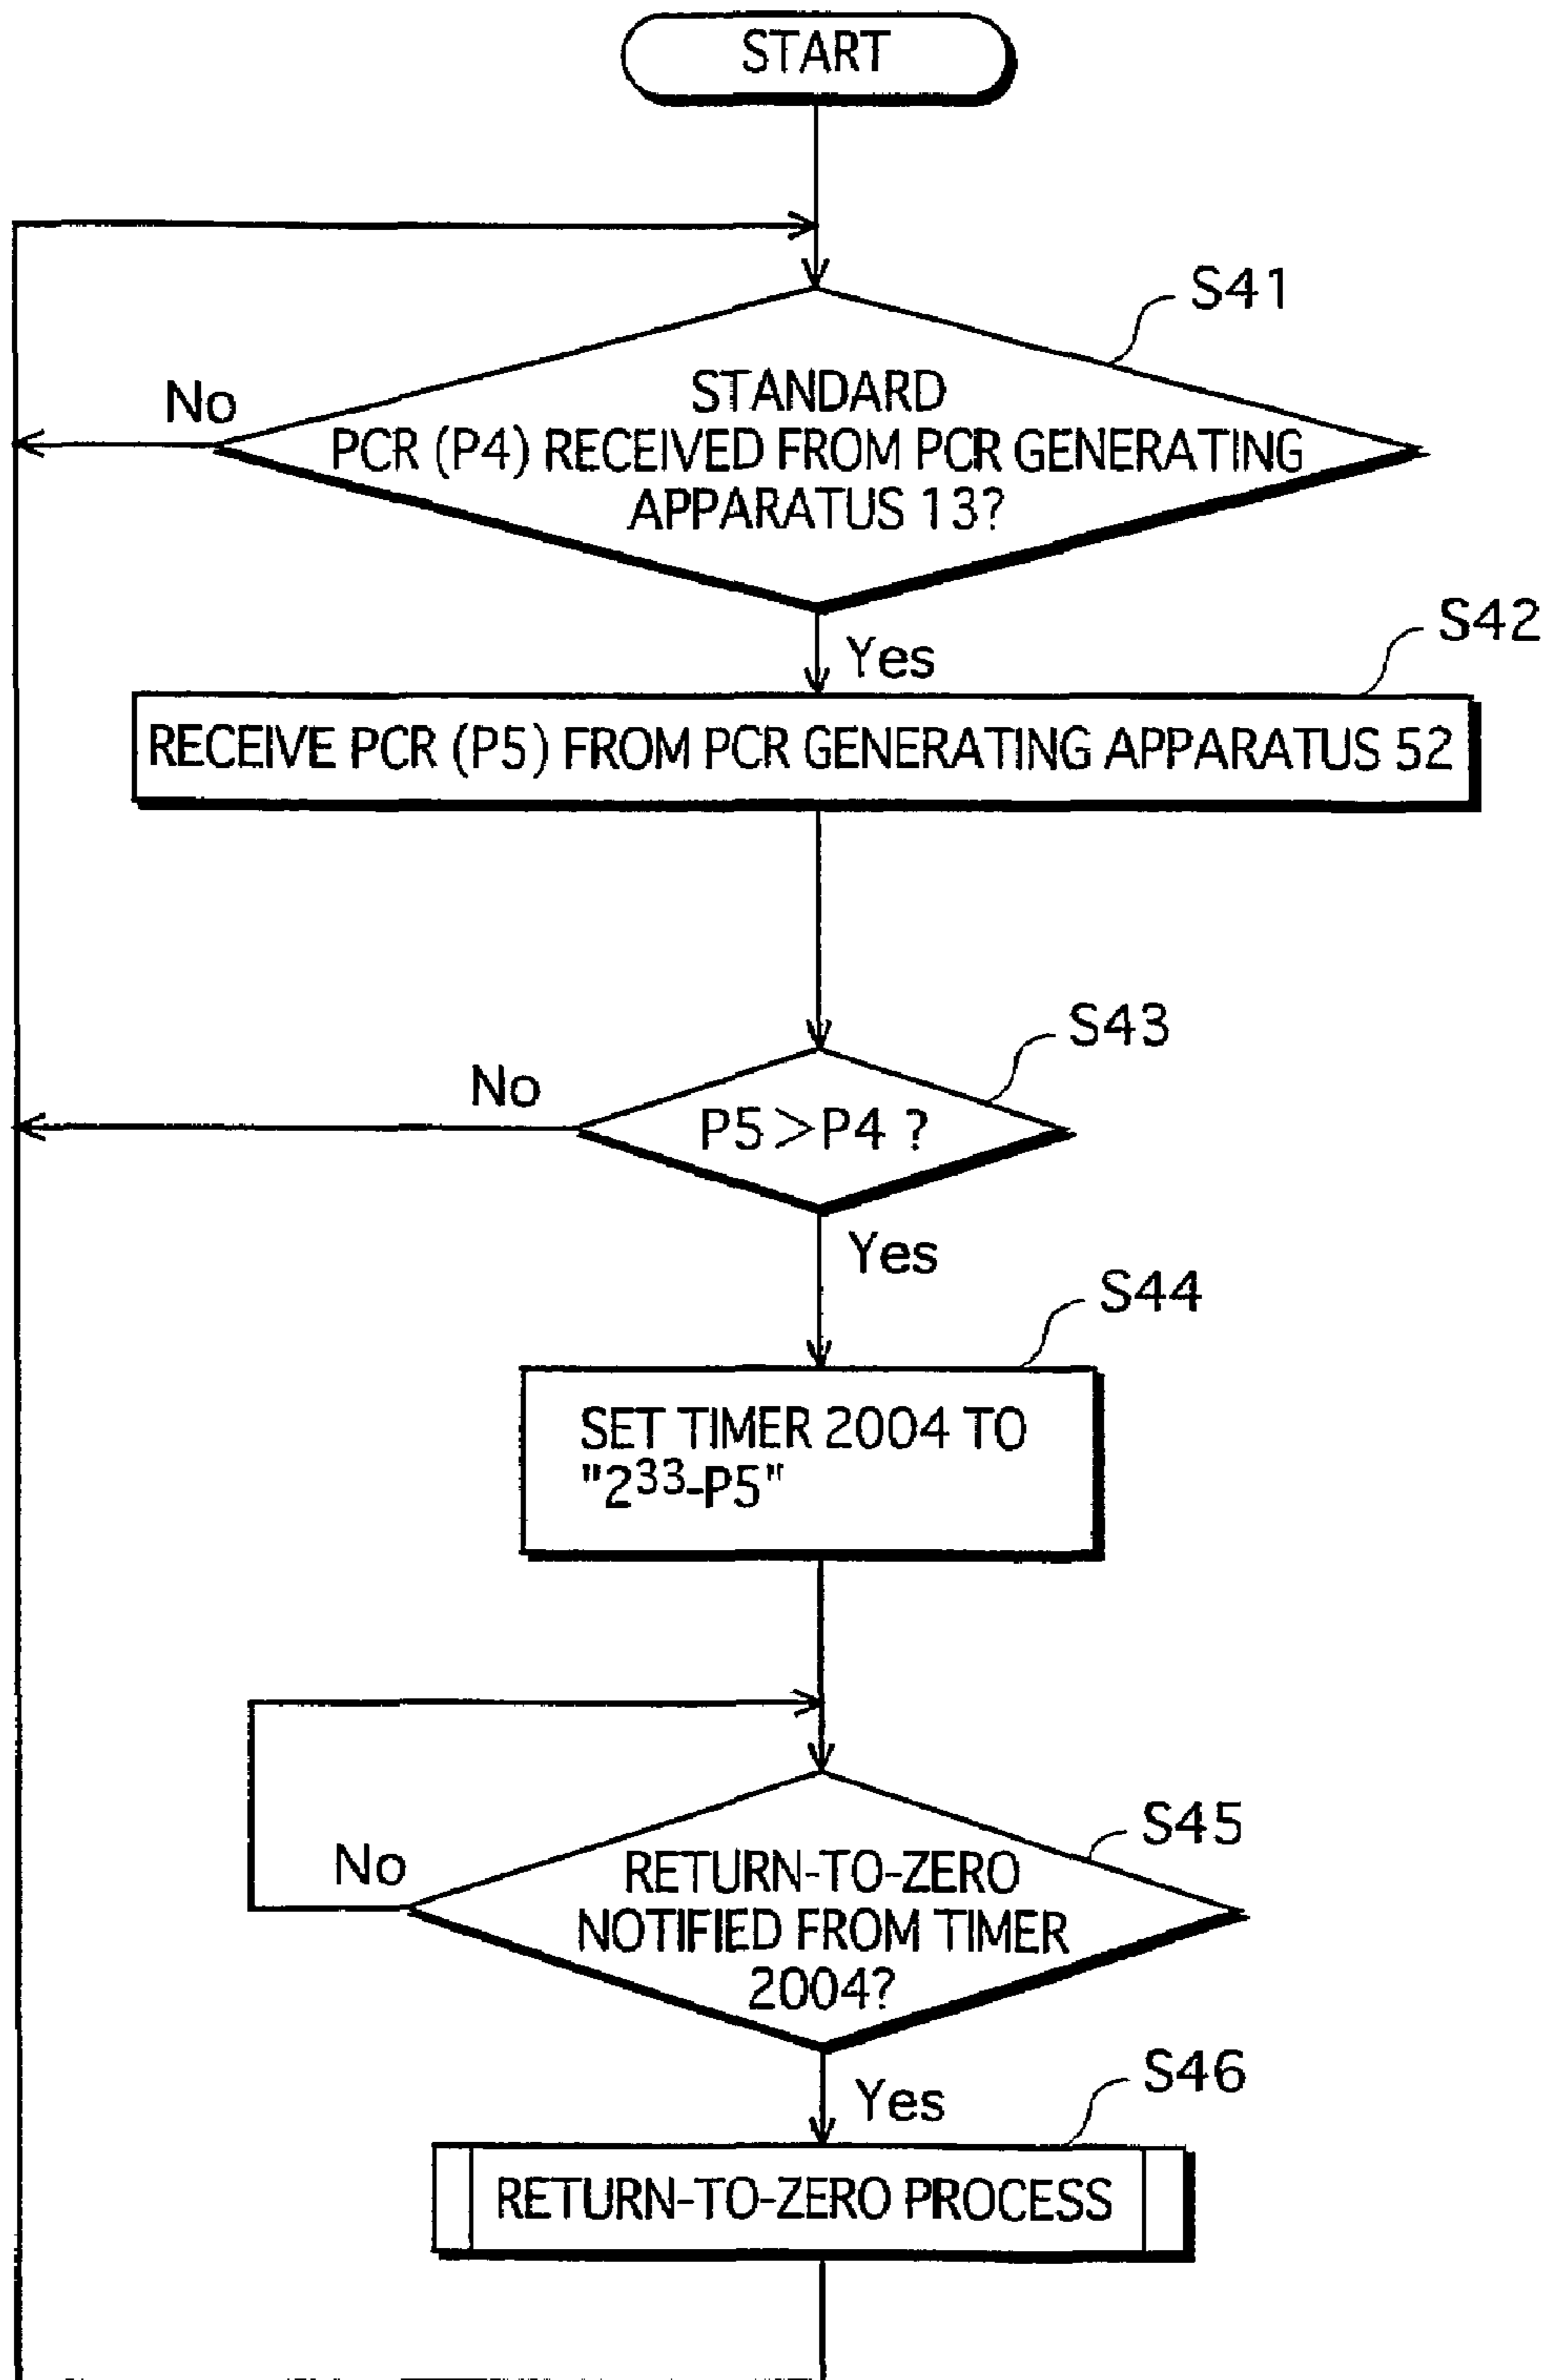 START
S41
No
STANDARD
PCR (P4) RECEIVED FROM PCR GENERATING
APPARATUS 13?
S42
Yes
RECEIVE PCR (P5) FROM PCR GENERATING APPARATUS 52
S43
No
P5>P4 ?
Yes
S44
SET TIMER 2004 TO
"2³³-P5"
S45
No
RETURN-TO-ZERO
NOTIFIED FROM TIMER
2004?
S46
Yes
RETURN-TO-ZERO PROCESS